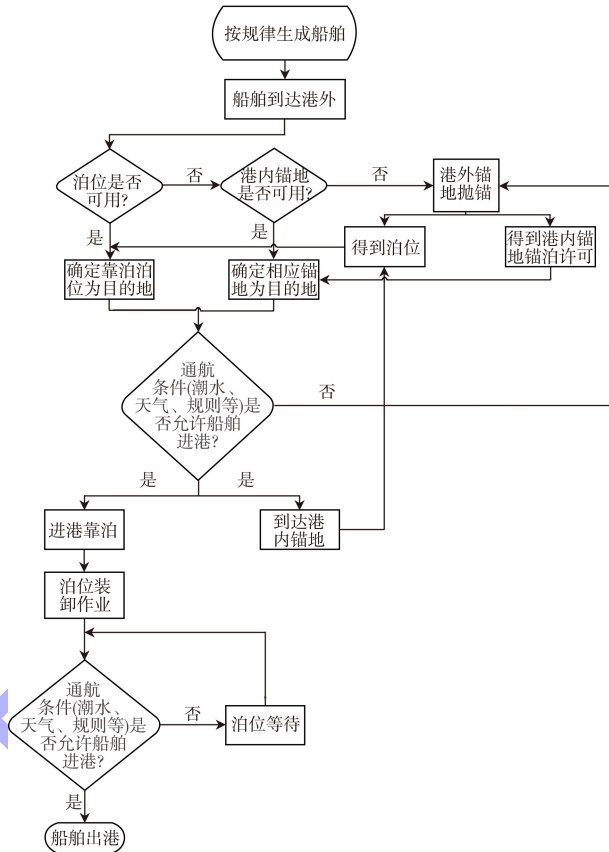 按规律生成船舶
船舶到达港外
泊位是否
可用?
否
港内锚地
是否可用?
否
港外锚
地抛锚
是
是
得到泊位
得到港内锚
地锚泊许可
确定靠泊泊
位为目的地
确定相应锚
地为目的地
通航
条件(潮水、
天气、规则等)是
否允许船舶
进港?
否
是
是
进港靠泊
到达港
内锚地
泊位装
卸作业
通航
条件(潮水、
天气、规则等)是
否允许船舶
进港?
否
泊位等待
是
船舶出港